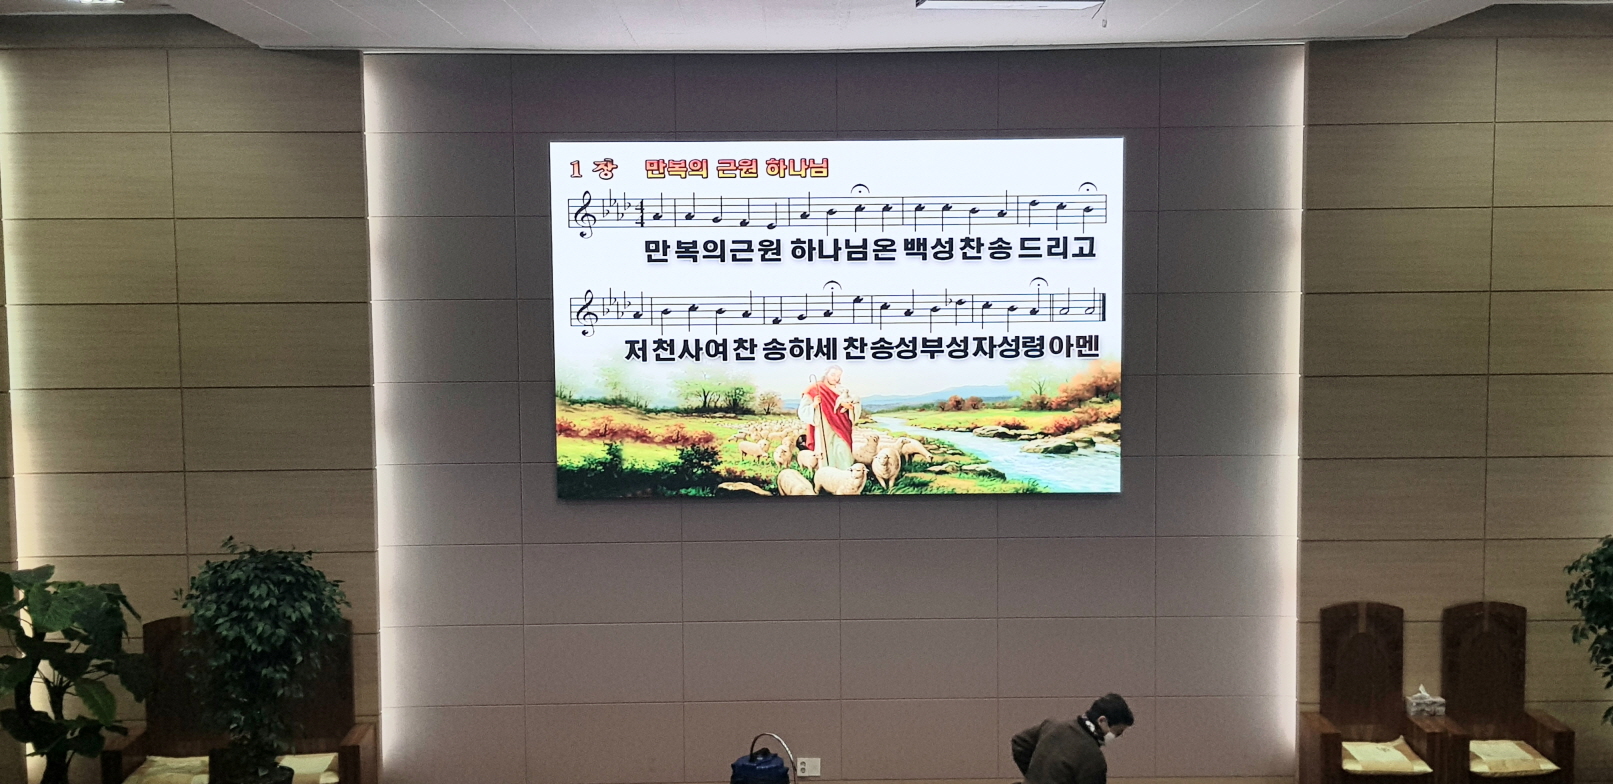 1 장 만복의 근원 하나님
만복의근원 하나님온 백성찬송드리고
저천사여찬 송하세 찬송성부성자성령아멘